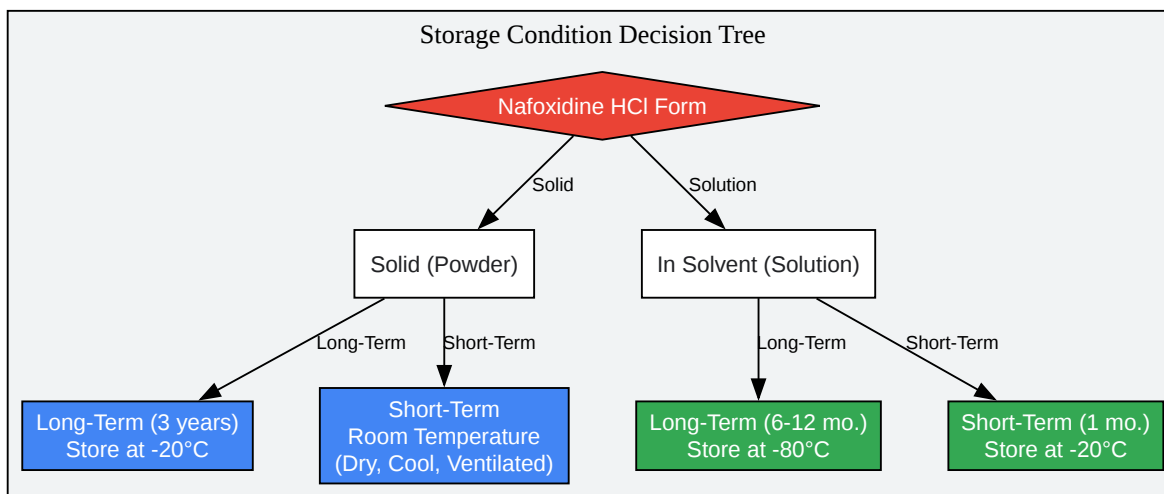 Storage Condition Decision Tree
Nafoxidine HCl Form
Solid
Solution
Solid (Powder)
In Solvent (Solution)
Long-Term
Short-Term
Long-Term
Short-Term
Long-Term (3 years)
Store at -20°C
Short-Term
Room Temperature
(Dry, Cool, Ventilated)
Long-Term (6-12 mo.)
Store at -80°C
Short-Term (1 mo.)
Store at -20°C